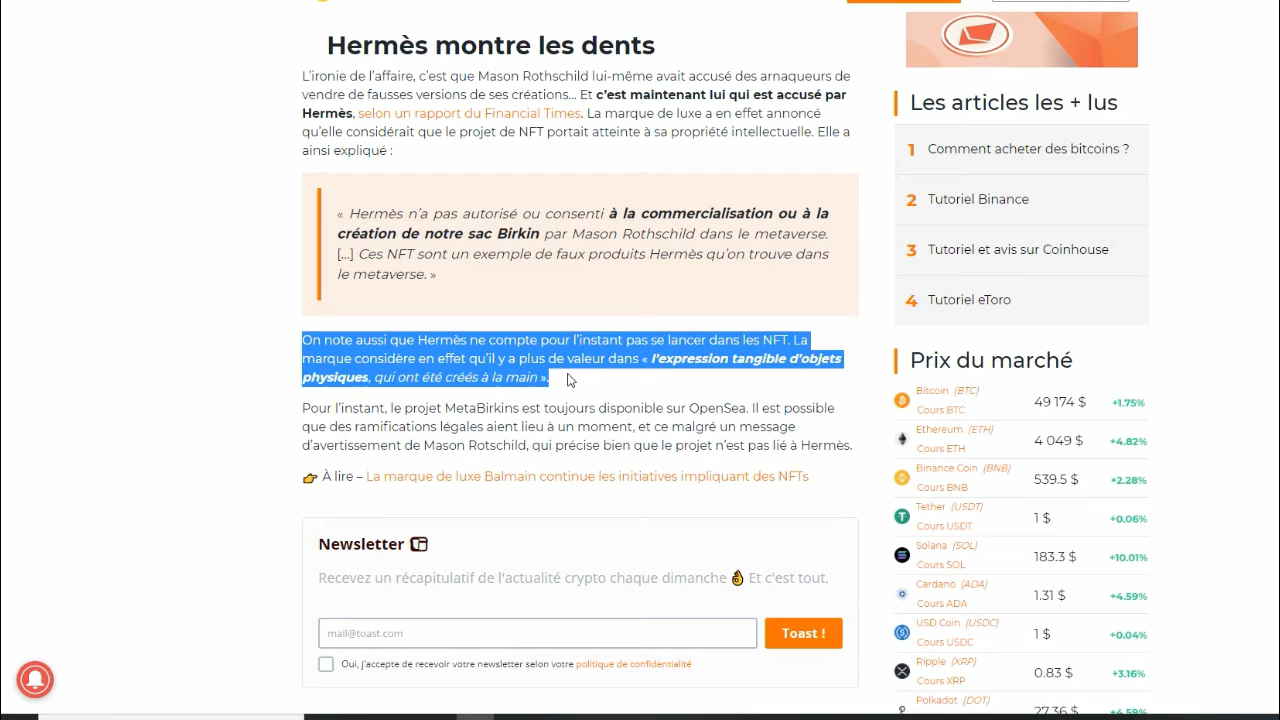 Hermès montre les dents
L'ironie de l'affaire, c'est que Mason Rothschild lui-même avait accusé des arnaqueurs de
vendre de fausses versions de ses créations… Et c'est maintenant lui qui est accusé par
Hermès, selon un rapport du Financial Times. La marque de luxe a en effet annoncé
qu'elle considérait que le projet de NFT portait atteinte à sa propriété intellectuelle. Elle a
ainsi expliqué :
« Hermès n'a pas autorisé ou consenti à la commercialisation ou à la
création de notre sac Birkin par Mason Rothschild dans le metaverse.
[…] Ces NFT sont un exemple de faux produits Hermès qu'on trouve dans
le metaverse. »
On note aussi que Hermès ne compte pour l'instant pas se lancer dans les NFT. La
marque considère en effet qu'il y a plus de valeur dans « l'expression tangible d'objets
physiques, qui ont été créés à la main ».
Pour l'instant, le projet MetaBirkins est toujours disponible sur OpenSea. Il est possible
que des ramifications légales aient lieu à un moment, et ce malgré un message
d'avertissement de Mason Rotschild, qui précise bien que le projet n'est pas lié à Hermès.
À lire – La marque de luxe Balmain continue les initiatives impliquant des NFTs
Newsletter
Recevez un récapitulatif de l'actualité crypto chaque dimanche Et c'est tout.
mail@toast.com
Toast !
Oui, j'accepte de recevoir votre newsletter selon votre politique de confidentialité
Les articles les + lus
1 Comment acheter des bitcoins ?
2 Tutoriel Binance
3 Tutoriel et avis sur Coinhouse
4 Tutoriel eToro
Prix du marché
Bitcoin (BTC)
Cours BTC
49 174 $ +1.75%
Ethereum (ETH)
Cours ETH
4 049 $ +4.82%
Binance Coin (BNB)
Cours BNB
539.5 $ +2.28%
Tether (USDT)
Cours USDT
1 $ +0.06%
Solana (SOL)
Cours SOL
183.3 $ +10.01%
Cardano (ADA)
Cours ADA
1.31 $ +4.59%
USD Coin (USDC)
Cours USDC
1 $ +0.04%
Ripple (XRP)
Cours XRP
0.83 $ +3.16%
Polkadot (DOT)
27.36 $ +4.59%